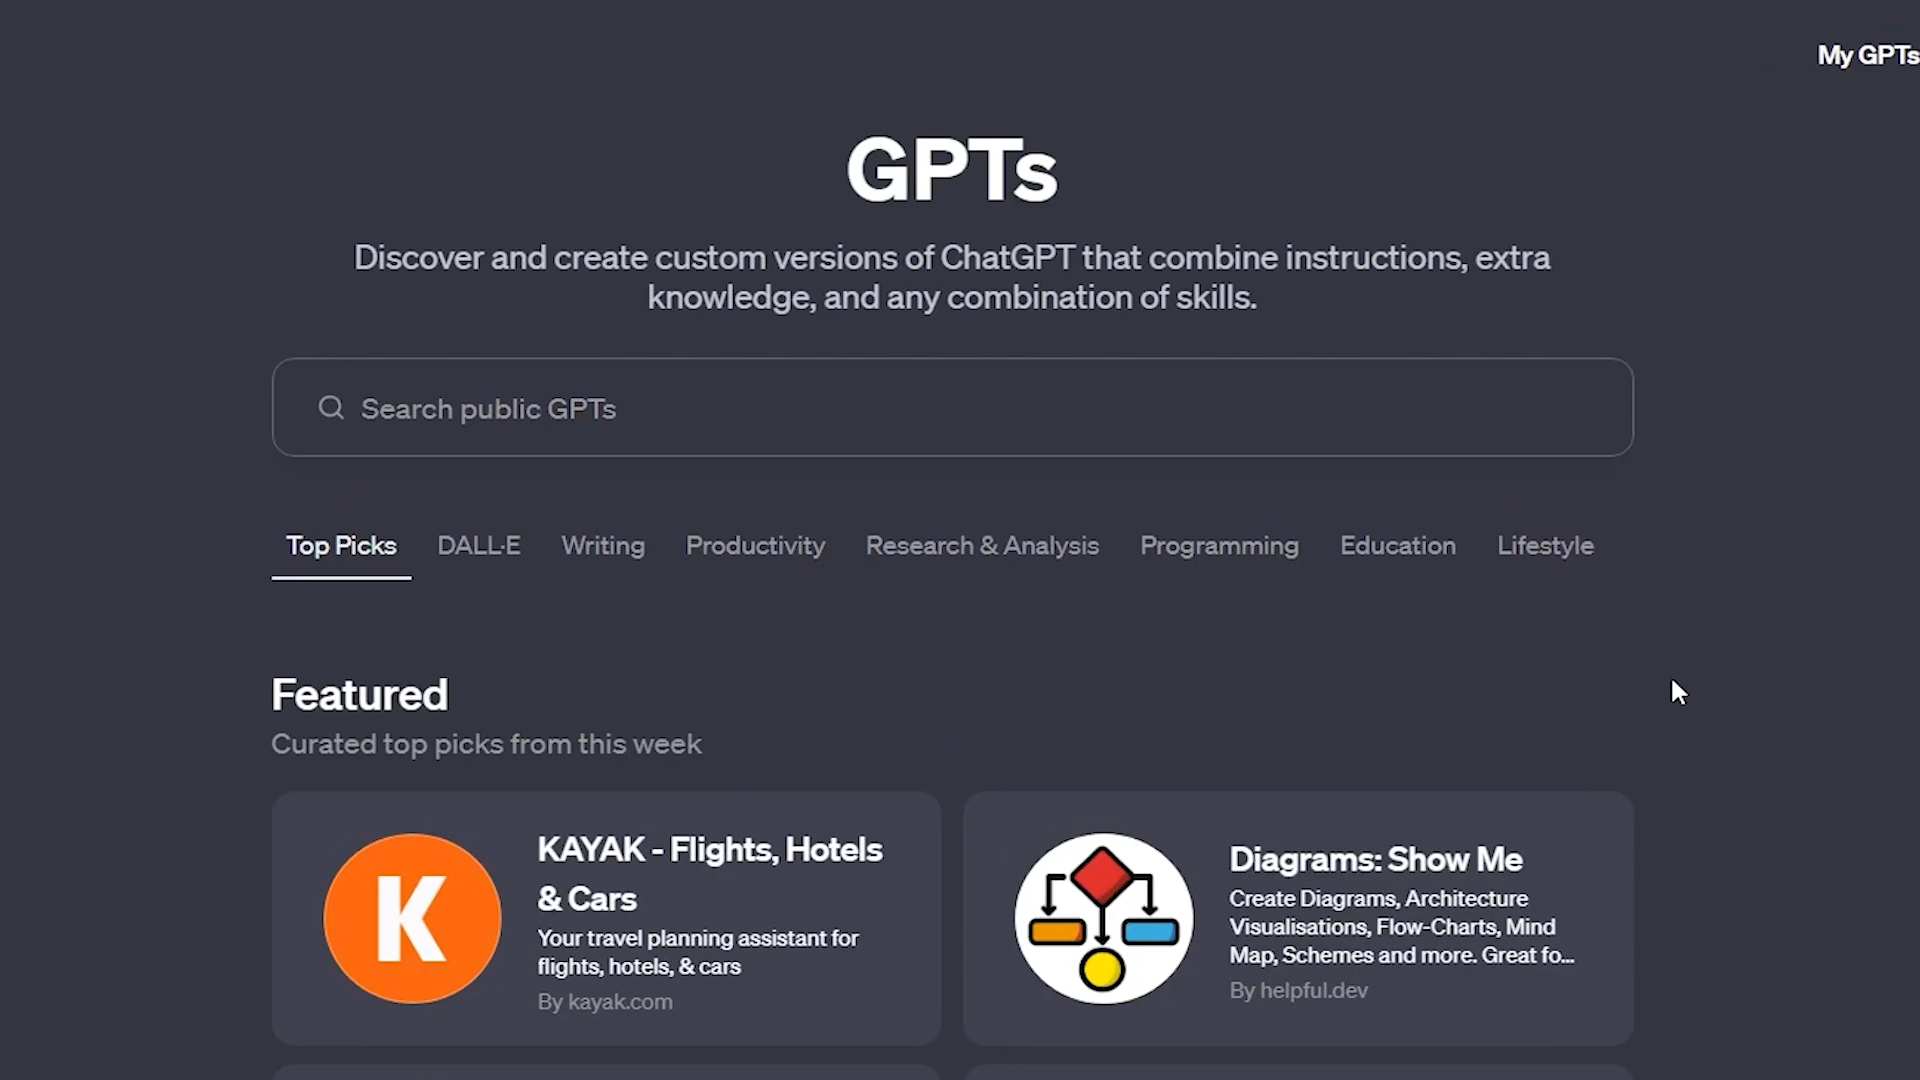 My GPTs
GPTs
Discover and create custom versions of ChatGPT that combine instructions, extra
knowledge, and any combination of skills.
Search public GPTs
Top Picks DALL·E Writing Productivity Research & Analysis Programming Education Lifestyle
Featured
Curated top picks from this week
K
KAYAK - Flights, Hotels
& Cars
Your travel planning assistant for
flights, hotels, & cars
By kayak.com
Diagrams: Show Me
Create Diagrams, Architecture
Visualisations, Flow-Charts, Mind
Map, Schemes and more. Great fo...
By helpful.dev